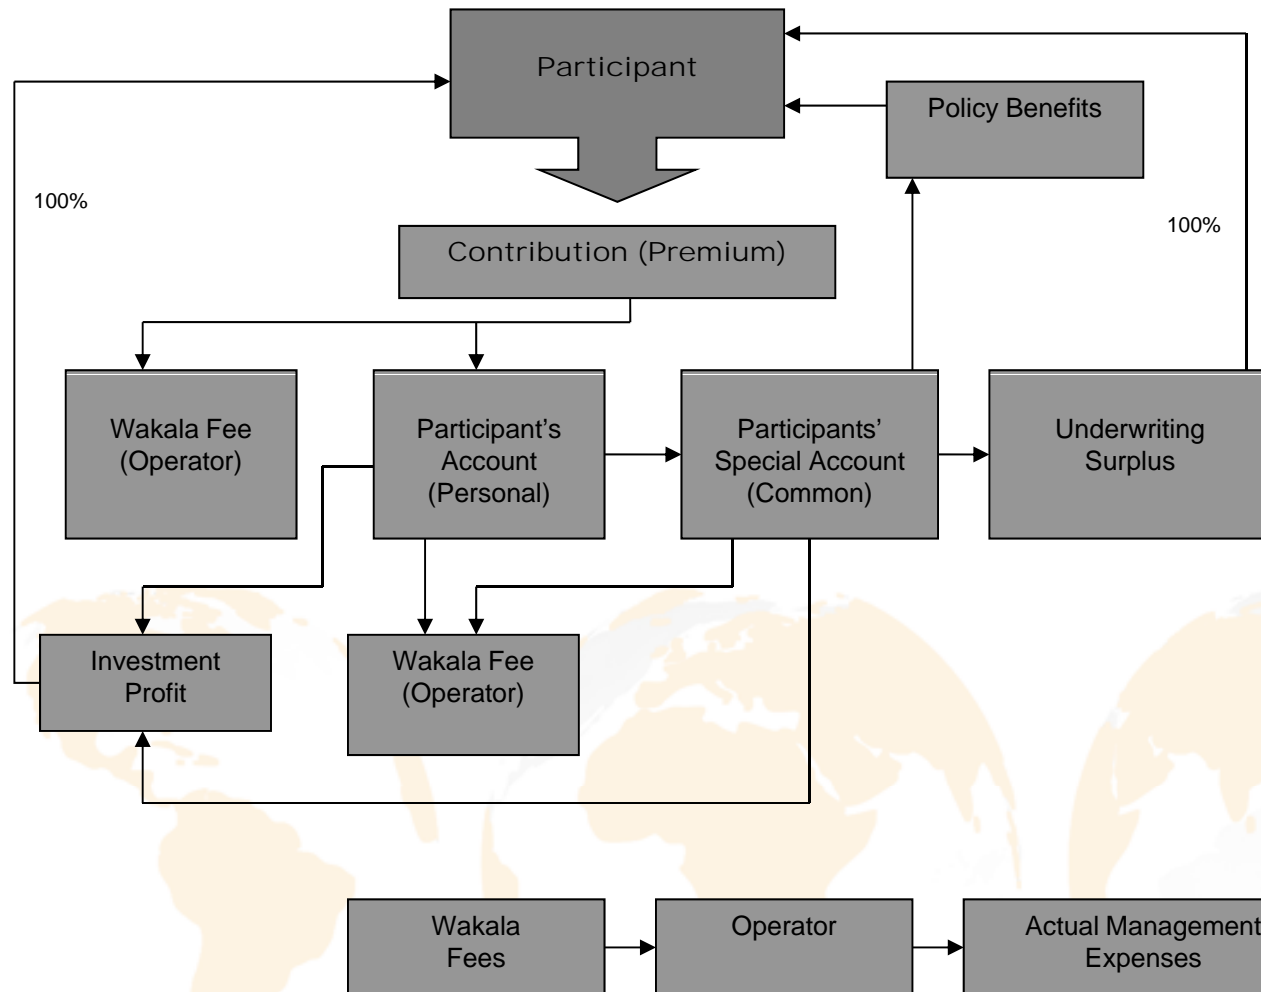 Participant
Policy Benefits
100%
100%
Contribution (Premium)
Wakala Fee
(Operator)
Participant's
Account
(Personal)
Participants’
Special Account
(Common)
Underwriting
Surplus
Investment
Profit
Wakala Fee
(Operator)
Wakala
Fees
Operator
Actual Management
Expenses